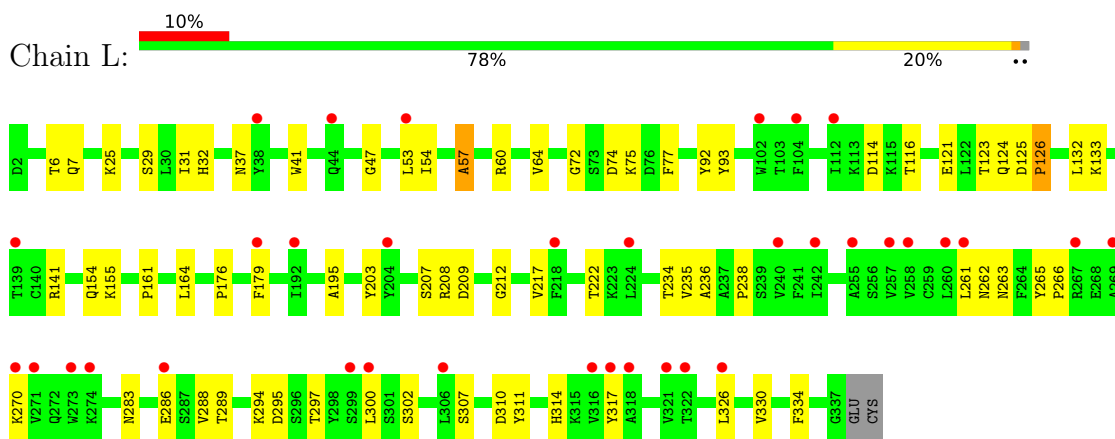 10%
Chain L:
78% 20% ••
D2 T6 Q7 K25 S29 L30 I31 H32 N37 Y38 W41 Q44 G47 L53 I54 A57 R60 V64 G72 S73 D74 K75 D76 F77 Y92 Y93 W102 T103 F104 I112 K113 D114 K115 T116 E121 L122 T123 Q124 D125 P126 L132 K133
T139 C140 R141 Q154 K155 P161 L164 P176 F179 I192 A195 Y203 Y204 S207 R208 D209 G212 V217 F218 T222 K223 L224 T234 V235 A236 A237 P238 S239 V240 F241 I242 A255 S256 V257 V258 C259 L260 L261 N262 N263 F264 Y265 P266 R267 E268 A269
K270 V271 Q272 W273 K274 N283 E286 S287 V288 T289 K294 D295 S296 T297 Y298 S299 L300 S301 S302 L306 S307 D310 Y311 H314 K315 V316 Y317 A318 V321 T322 L326 V330 F334 G337 GLU CYS